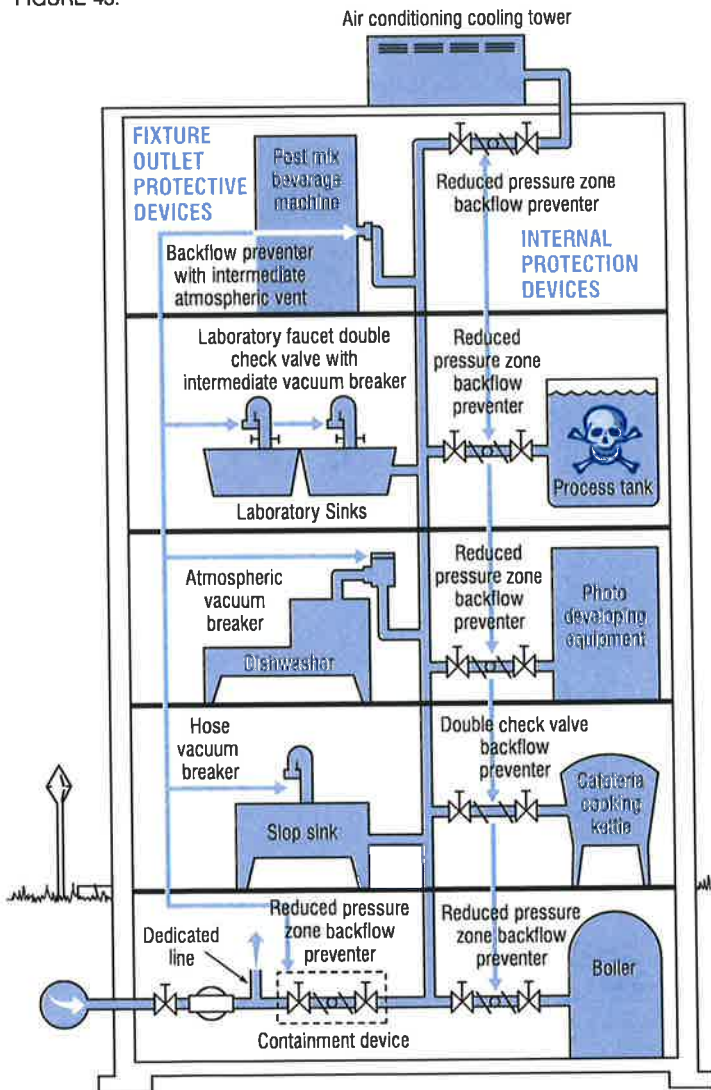 FIGURE 43.
Air conditioning cooling tower
FIXTURE
OUTLET
PROTECTIVE
DEVICES
Post mix
beverage
machine
Reduced pressure zone
backflow preventer
Backflow preventer
with intermediate
atmospheric vent
INTERNAL
PROTECTION
DEVICES
Laboratory faucet double
check valve with
intermediate vacuum breaker
Reduced
pressure zone
backflow
preventer
Process tank
Laboratory Sinks
Atmospheric
vacuum
breaker
Reduced
pressure zone
backflow
preventer
Photo
developing
equipment
Dishwasher
Hose
vacuum
breaker
Double check valve
backflow
preventer
Slop sink
Cafeteria
cooking
kettle
Dedicated
line
Reduced pressure
zone backflow
preventer
Reduced pressure
zone backflow
preventer
Boiler
Containment device